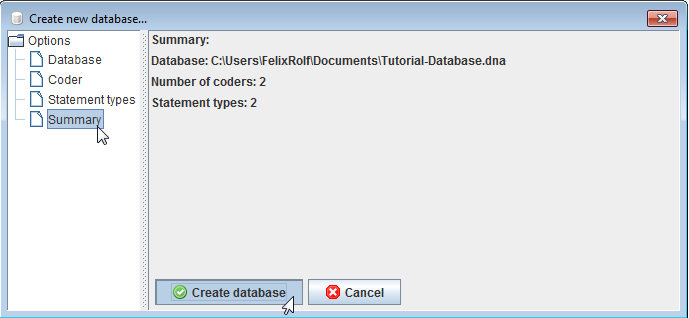 Create new database...
Options
Database
Coder
Statement types
Summary
Summary:
Database: C:\Users\FelixRolf\Documents\Tutorial-Database.dna
Number of coders: 2
Statement types: 2
Create database
Cancel